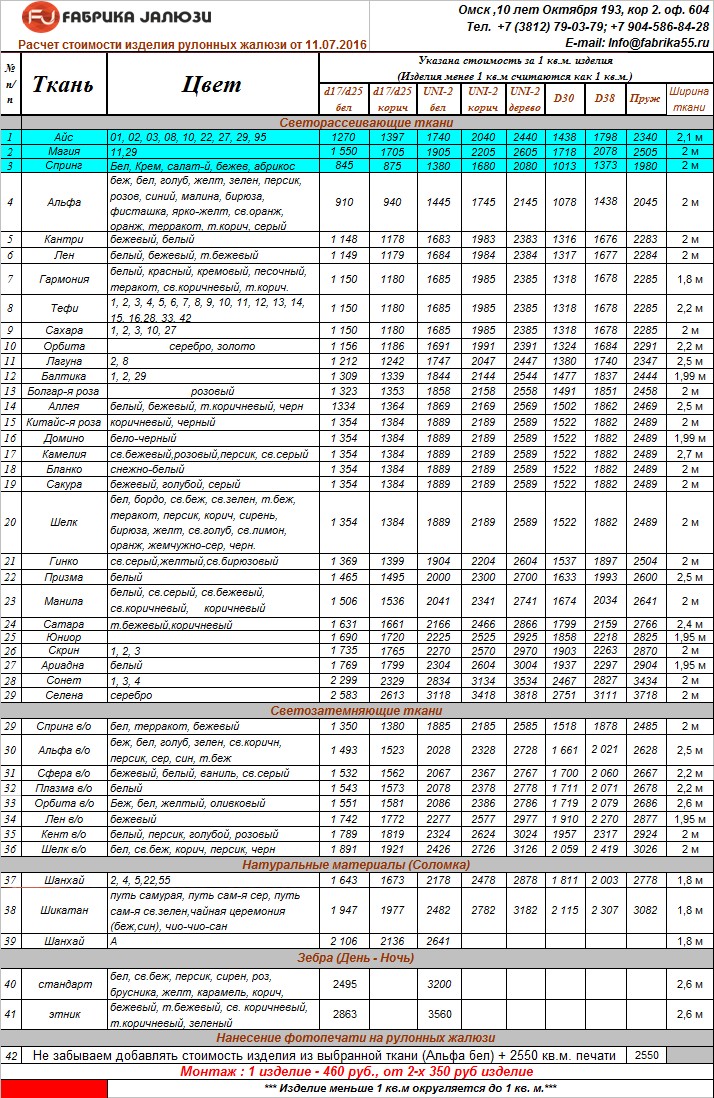 FАБРИКА JАЛЮЗИ
Омск ,10 лет Октября 193, кор 2. оф. 604
Тел.  +7 (3812) 79-03-79; +7 904-586-84-28
Расчет стоимости изделия рулонных жалюзи от 11.07.2016
E-mail: Info@fabrika55.ru
№ п/п Ткань Цвет Указана стоимость за 1 кв.м. изделия
(Изделия менее 1 кв.м считаются как 1 кв.м.)
d17/d25 бел d17/d25 корич UNI-2 бел UNI-2 корич. UNI-2 дерево D30 D38 Пруж Ширина ткани
Светорассеивающие ткани
1 Айс 01, 02, 03, 08, 10, 22, 27, 29, 95 1270 1397 1740 2040 2440 1438 1798 2340 2,1 м
2 Магия 11,29 1 550 1705 1905 2205 2605 1718 2078 2505 2 м
3 Спринг Бел, Крем, салат-й, бежев, абрикос 845 875 1380 1680 2080 1013 1373 1980 2 м
4 Альфа беж, бел, голуб, желт, зелен, персик,
розов, синий, малина, бирюза,
фисташка, ярко-желт, св.оранж,
оранж, терракот, т.корич, серый 910 940 1445 1745 2145 1078 1438 2045 2 м
5 Кантри бежевый, белый 1 148 1178 1683 1983 2383 1316 1676 2283 2 м
6 Лен белый, бежевый, т.бежевый 1 149 1179 1684 1984 2384 1317 1677 2284 2 м
7 Гармония белый, красный, кремовый, песочный,
теракот, св.коричневый, т.корич. 1 150 1180 1685 1985 2385 1318 1678 2285 1,8 м
8 Тефи 1, 2, 3, 4, 5, 6, 7, 8, 9, 10, 11, 12, 13, 14,
15, 16,28, 33, 42 1 150 1180 1685 1985 2385 1318 1678 2285 2,2 м
9 Сахара 1, 2, 3, 10, 27 1 150 1180 1685 1985 2385 1318 1678 2285 2 м
10 Орбита серебро, золото 1 156 1186 1691 1991 2391 1324 1684 2291 2,2 м
11 Лагуна 2, 8 1 212 1242 1747 2047 2447 1380 1740 2347 2,5 м
12 Балтика 1, 2, 29 1 309 1339 1844 2144 2544 1477 1837 2444 1,99 м
13 Болгар-я роза розовый 1 323 1353 1858 2158 2558 1491 1851 2458 2 м
14 Аллея белый, бежевый, т.коричневый, черн 1334 1364 1869 2169 2569 1502 1862 2469 2,5 м
15 Китайс-я роза коричневый, черный 1 354 1384 1889 2189 2589 1522 1882 2489 2 м
16 Домино бело-черный 1 354 1384 1889 2189 2589 1522 1882 2489 1,99 м
17 Камелия св.бежевый,розовый,персик, св.серый 1 354 1384 1889 2189 2589 1522 1882 2489 2,7 м
18 Бланко снежно-белый 1 354 1384 1889 2189 2589 1522 1882 2489 2 м
19 Сакура бежевый, голубой, серый 1 354 1384 1889 2189 2589 1522 1882 2489 2 м
20 Шелк бел, бордо, св.беж, св.зелен, т.беж,
теракот, персик, корич, сирень,
бирюза, желт, св.голуб, св.лимон,
оранж, жемчужно-сер, черн. 1 354 1384 1889 2189 2589 1522 1882 2489 2 м
21 Гинко св.серый,желтый,св.бирюзовый 1 369 1399 1904 2204 2604 1537 1897 2504 2 м
22 Призма белый 1 465 1495 2000 2300 2700 1633 1993 2600 2,5 м
23 Манила белый, св.серый, св.бежевый,
св.коричневый, коричневый 1 506 1536 2041 2341 2741 1674 2034 2641 2 м
24 Сатара т.бежевый,коричневый 1 631 1661 2166 2466 2866 1799 2159 2766 2,4 м
25 Юниор 1 690 1720 2225 2525 2925 1858 2218 2825 1,95 м
26 Скрин 1, 2, 3 1 735 1765 2270 2570 2970 1903 2263 2870 2 м
27 Ариадна белый 1 769 1799 2304 2604 3004 1937 2297 2904 1,95 м
28 Сонет 1, 3, 4 2 299 2329 2834 3134 3534 2467 2827 3434 2 м
29 Селена серебро 2 583 2613 3118 3418 3818 2751 3111 3718 2 м
Светозатемняющие ткани
29 Спринг в/о бел, терракот, бежевый 1 350 1380 1885 2185 2585 1518 1878 2485 2 м
30 Альфа в/о беж, бел, голуб, зелен, св.коричн,
персик, сер, син, т.беж 1 493 1523 2028 2328 2728 1 661 2 021 2628 2,5 м
31 Сфера в/о бежевый, белый, ваниль, св.серый 1 532 1562 2067 2367 2767 1 700 2 060 2667 2,2 м
32 Плазма в/о белый 1 543 1573 2078 2378 2778 1 711 2 071 2678 2,2 м
33 Орбита в/о Беж, бел, желтый, оливковый 1 551 1581 2086 2386 2786 1 719 2 079 2686 2,6 м
34 Лен в/о бежевый 1 742 1772 2277 2577 2977 1 910 2 270 2877 1,95 м
35 Кент в/о белый, персик, голубой, розовый 1 789 1819 2324 2624 3024 1957 2317 2924 2 м
36 Шелк в/о бел, св.беж, корич, персик, черн 1 891 1921 2426 2726 3126 2 059 2 419 3026 2 м
Натуральные материалы (Соломка)
37 Шанхай 2, 4, 5,22,55 1 643 1673 2178 2478 2878 1 811 2 003 2778 1,8 м
38 Шикатан путь самурая, путь сам-я сер, путь
сам-я св.зелен,чайная церемония
(беж,син), чио-чио-сан 1 947 1977 2482 2782 3182 2 115 2 307 3082 1,8 м
39 Шанхай А 2 106 2136 2641 1,8 м
Зебра (День - Ночь)
40 стандарт бел, св.беж, персик, сирен, роз,
брусника, желт, карамель, корич, 2495 3200 2,6 м
41 этник бежевый, т.бежевый, св. коричневый,
т.коричневый, зеленый 2863 3560 2,6 м
Нанесение фотопечати на рулонных жалюзи
42 Не забываем добавлять стоимость изделия из выбранной ткани (Альфа бел) + 2550 кв.м. печати 2550
Монтаж : 1 изделие - 460 руб., от 2-х 350 руб изделие
*** Изделие меньше 1 кв.м округляется до 1 кв. м.***